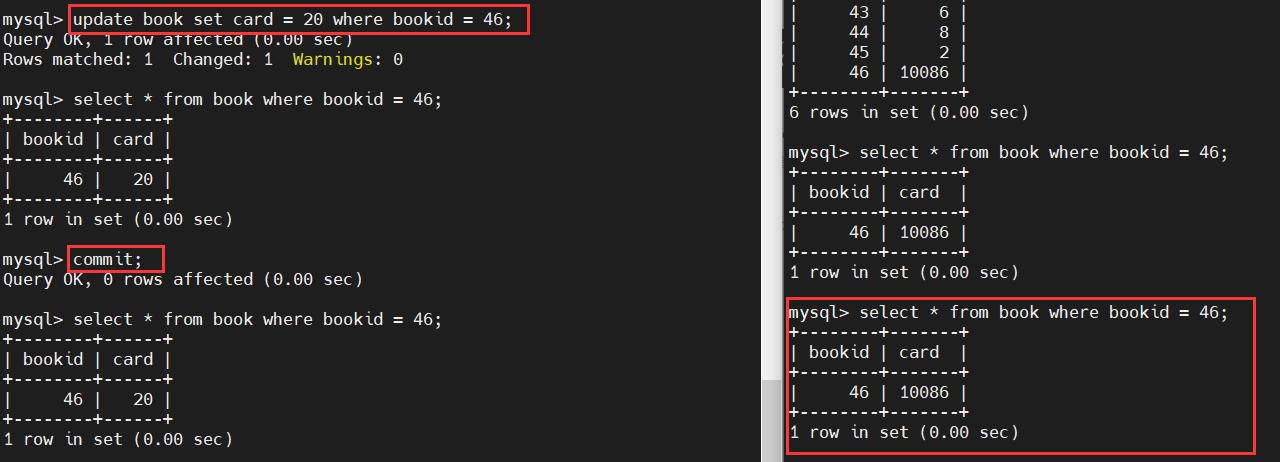 mysql> update book set card = 20 where bookid = 46;
Query OK, 1 row affected (0.00 sec)
Rows matched: 1  Changed: 1  Warnings: 0
mysql> select * from book where bookid = 46;
+--------+------+
| bookid | card |
+--------+------+
|     46 |   20 |
+--------+------+
1 row in set (0.00 sec)
mysql> commit;
Query OK, 0 rows affected (0.00 sec)
mysql> select * from book where bookid = 46;
+--------+------+
| bookid | card |
+--------+------+
|     46 |   20 |
+--------+------+
1 row in set (0.00 sec)
|     43 |     6 |
|     44 |     8 |
|     45 |     2 |
|     46 | 10086 |
+--------+-------+
6 rows in set (0.00 sec)
mysql> select * from book where bookid = 46;
+--------+-------+
| bookid | card  |
+--------+-------+
|     46 | 10086 |
+--------+-------+
1 row in set (0.00 sec)
mysql> select * from book where bookid = 46;
+--------+-------+
| bookid | card  |
+--------+-------+
|     46 | 10086 |
+--------+-------+
1 row in set (0.00 sec)